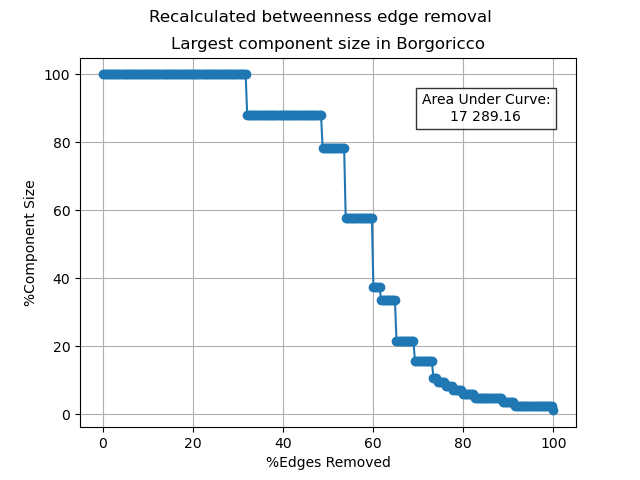 Recalculated betweenness edge removal
Largest component size in Borgoricco
100
80
60
40
20
0
%Component Size
Area Under Curve:
17 289.16
0 20 40 60 80 100
%Edges Removed